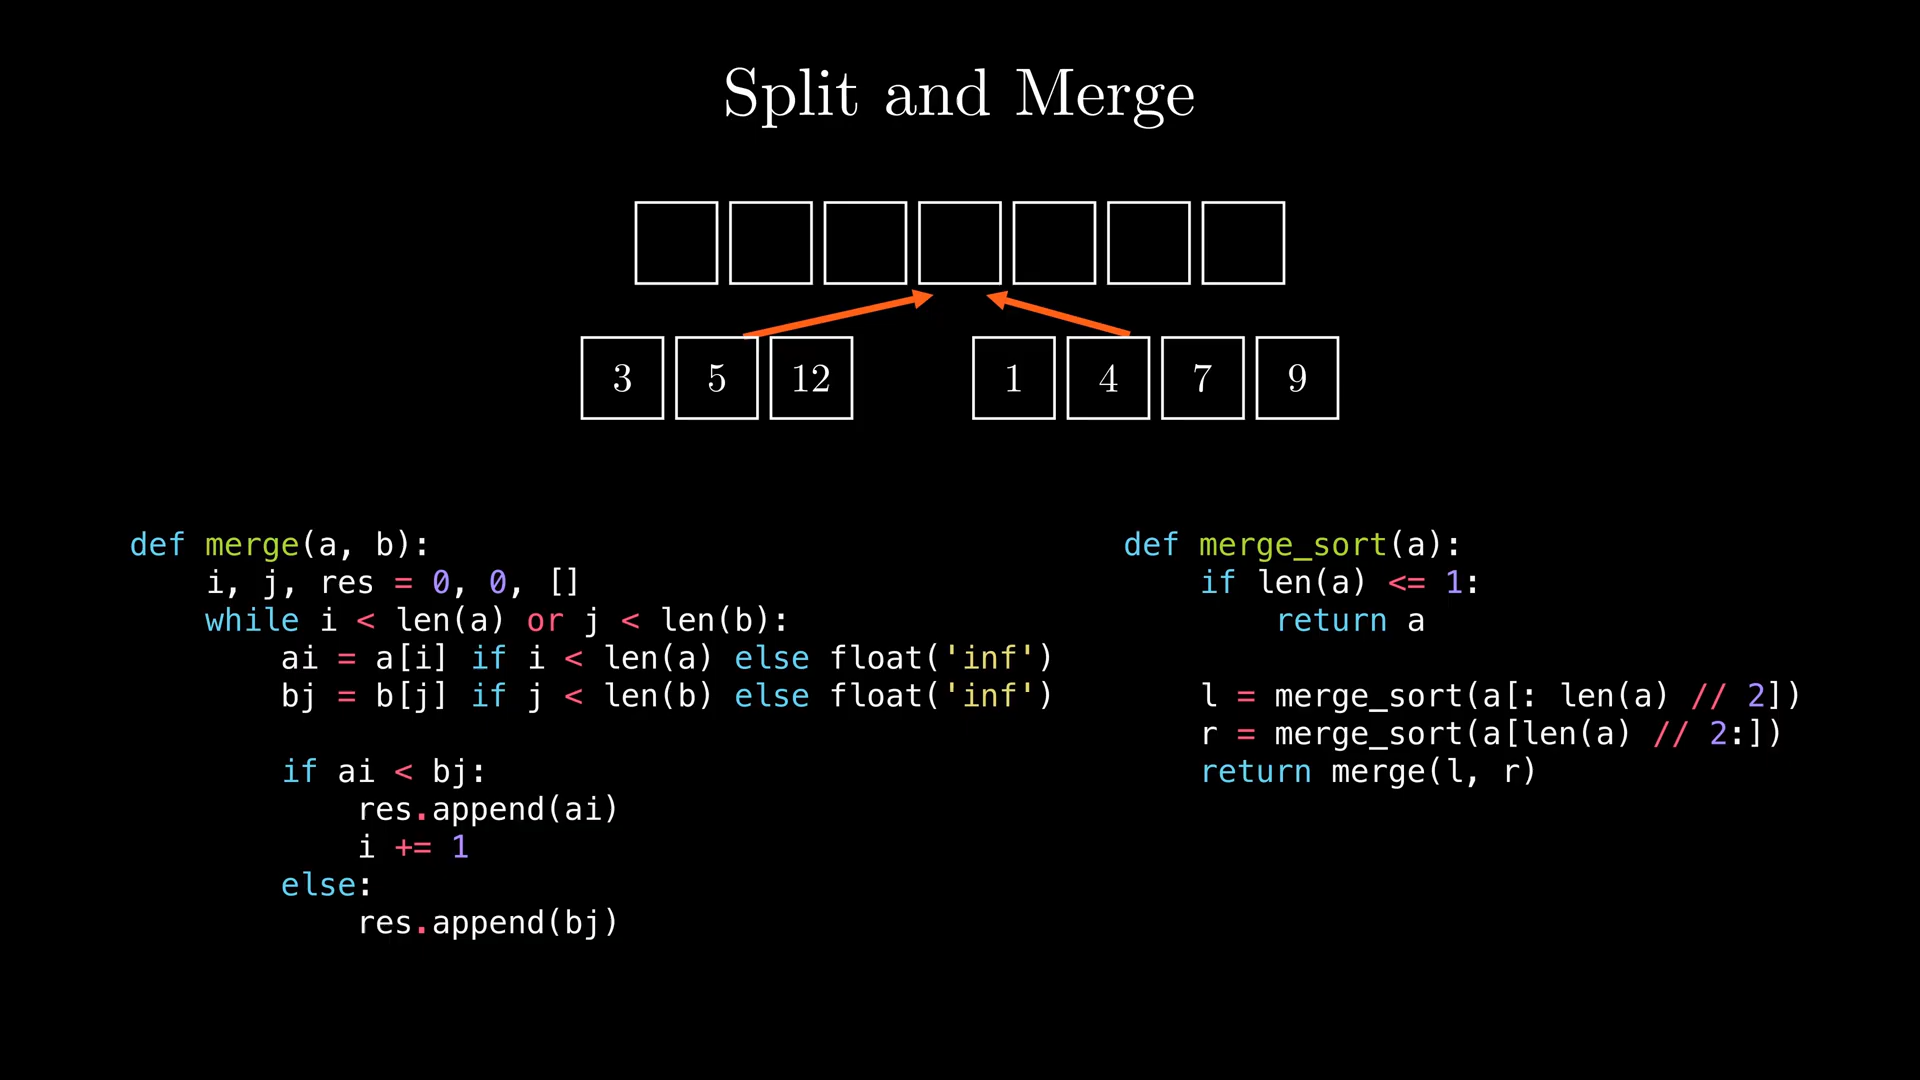 Split and Merge
3 5 12 1 4 7 9
def merge(a, b):
    i, j, res = 0, 0, []
    while i < len(a) or j < len(b):
        ai = a[i] if i < len(a) else float('inf')
        bj = b[j] if j < len(b) else float('inf')
        if ai < bj:
            res.append(ai)
            i += 1
        else:
            res.append(bj)
def merge_sort(a):
    if len(a) <= 1:
        return a
    l = merge_sort(a[: len(a) // 2])
    r = merge_sort(a[len(a) // 2:])
    return merge(l, r)